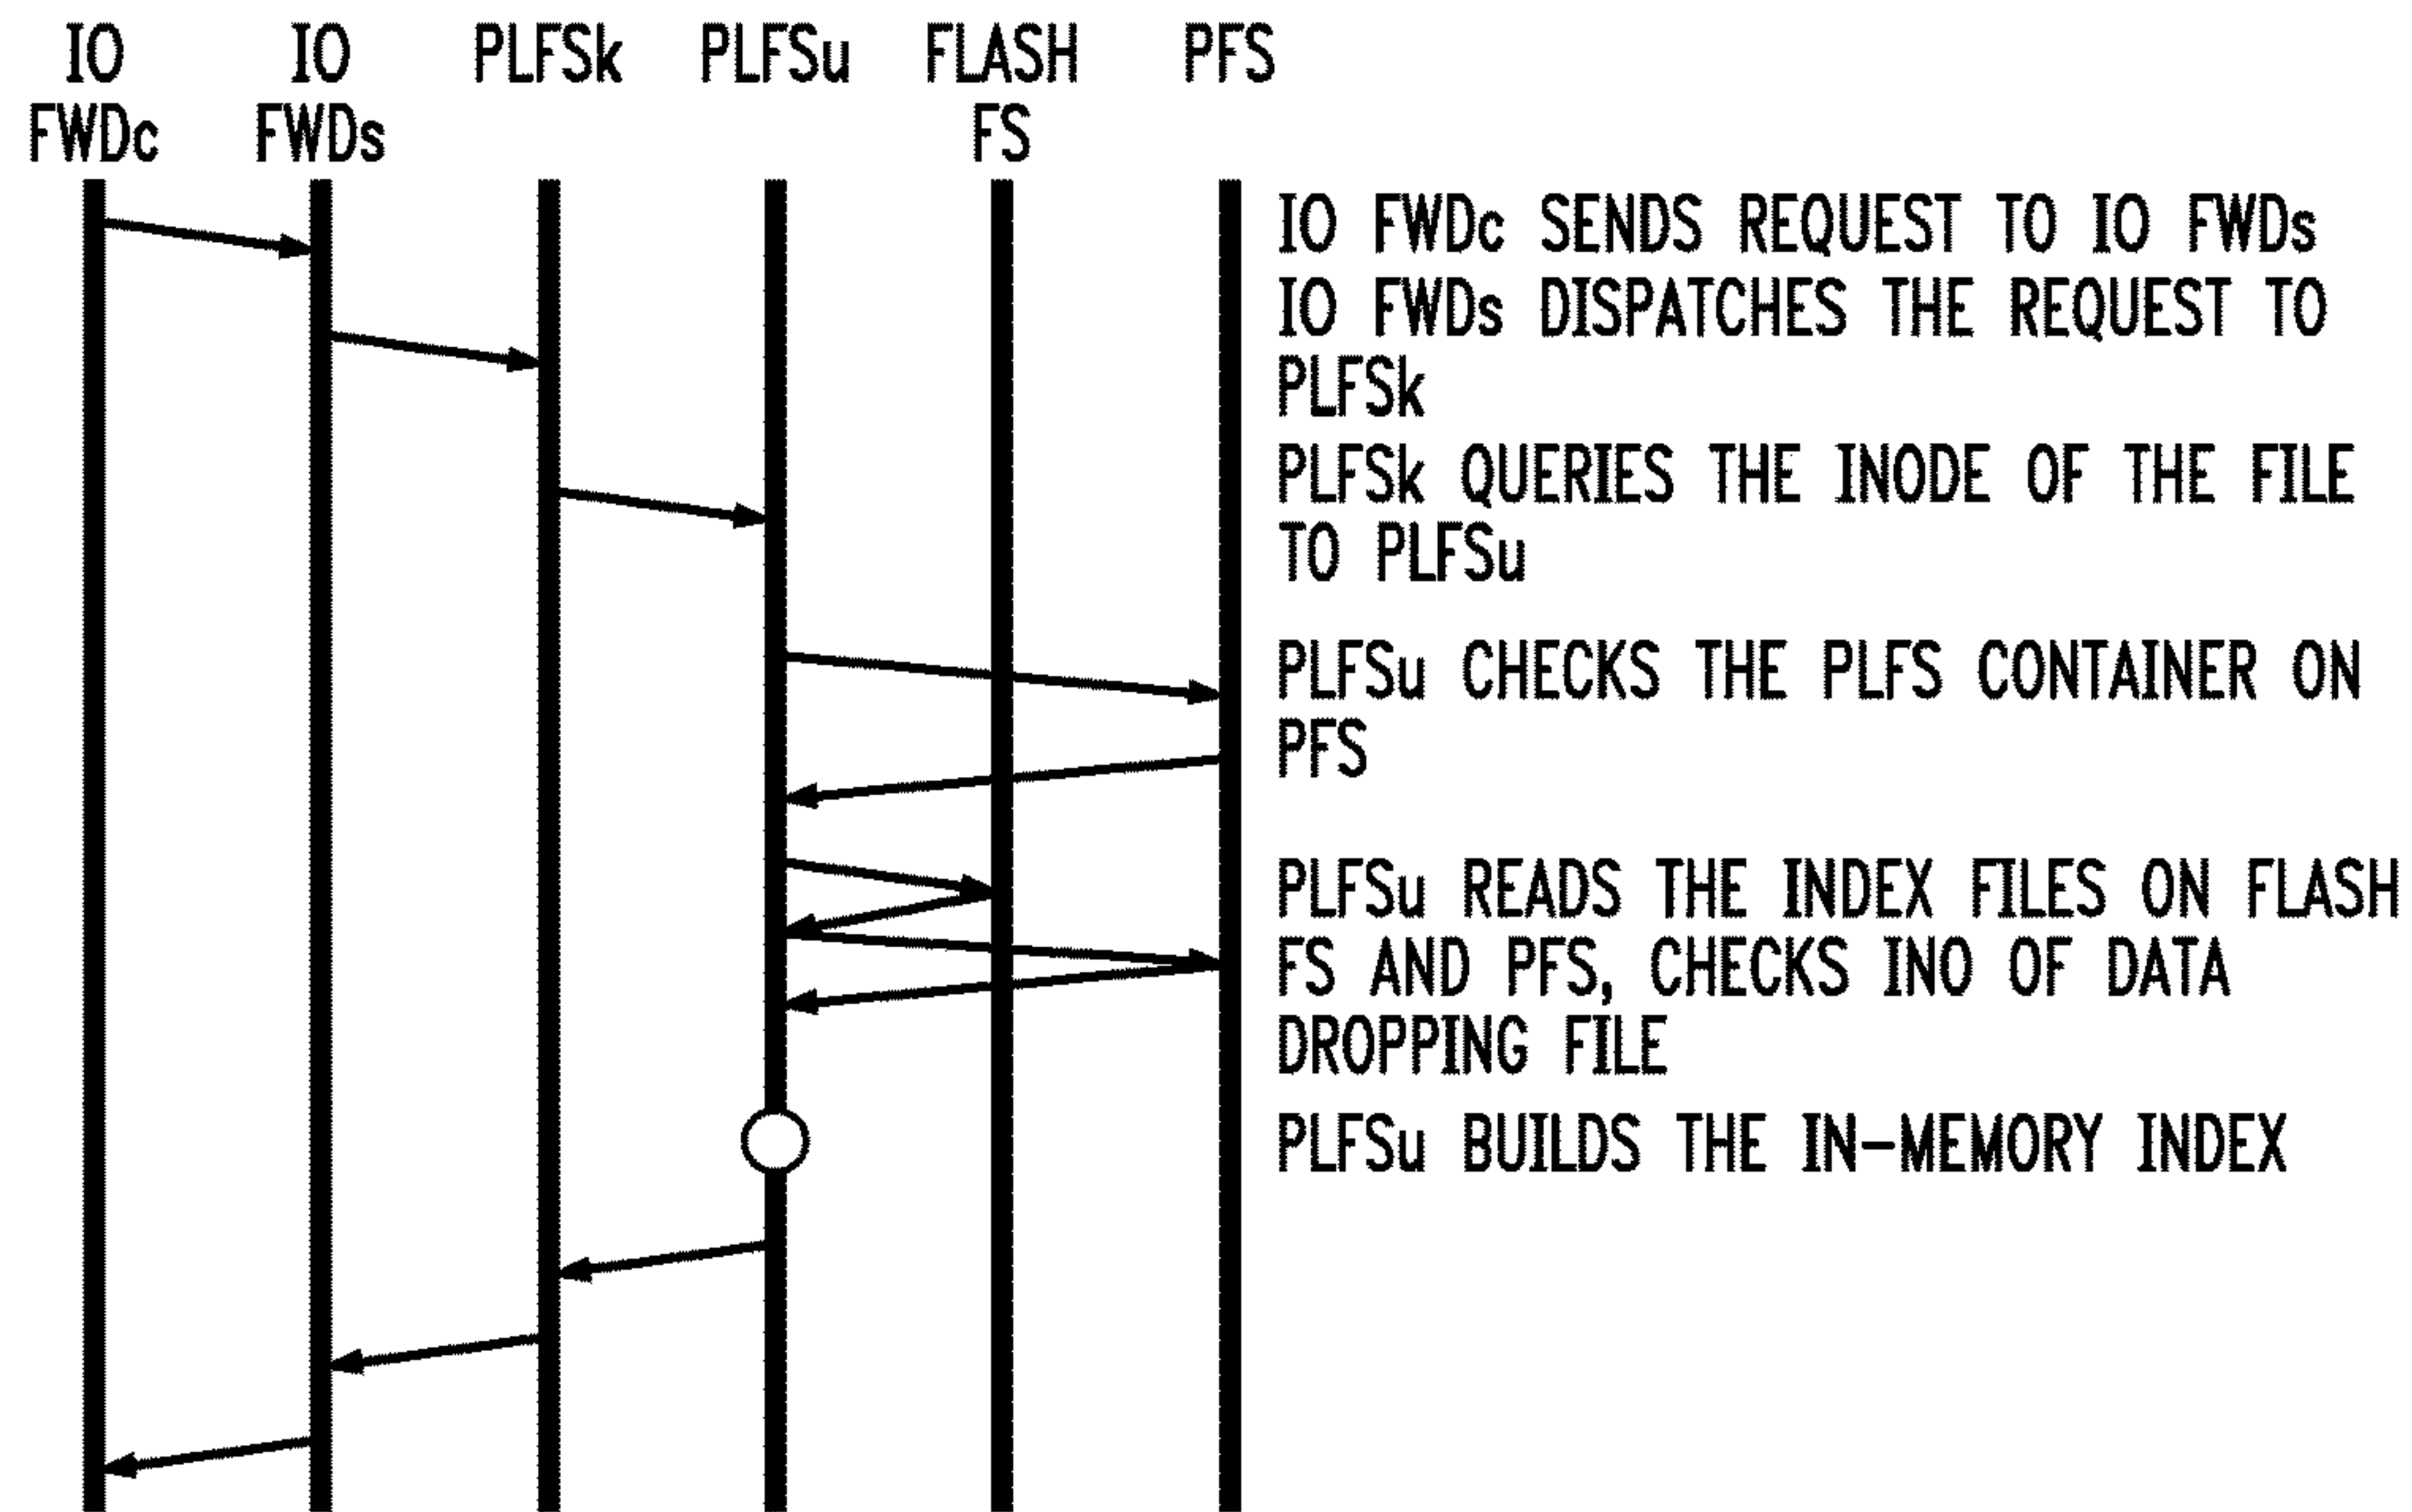 IO IO PLFSk PLFSu FLASH PFS
FWDc FWDs FS
IO FWDc SENDS REQUEST TO IO FWDs
IO FWDs DISPATCHES THE REQUEST TO
PLFSk
PLFSk QUERIES THE INODE OF THE FILE
TO PLFSu
PLFSu CHECKS THE PLFS CONTAINER ON
PFS
PLFSu READS THE INDEX FILES ON FLASH
FS AND PFS, CHECKS INO OF DATA
DROPPING FILE
PLFSu BUILDS THE IN-MEMORY INDEX